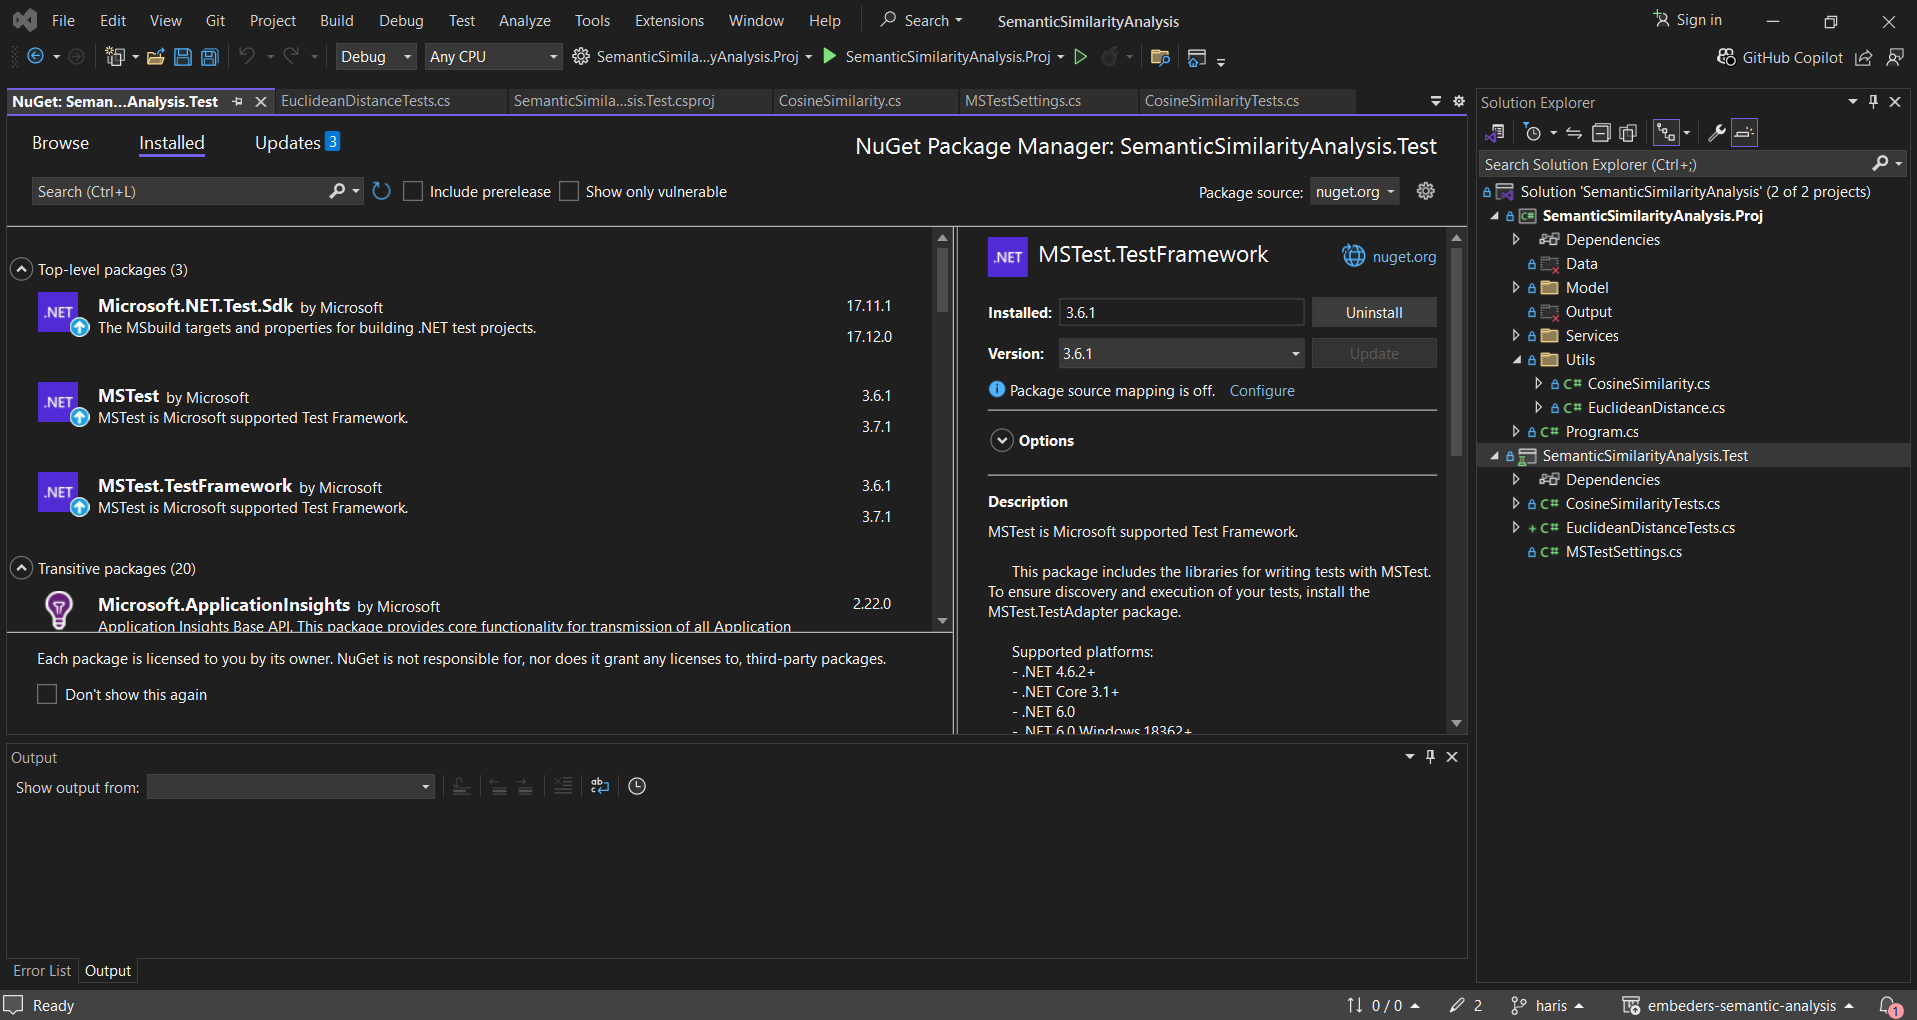 File Edit View Git Project Build Debug Test Analyze Tools Extensions Window Help Search SemanticSimilarityAnalysis Sign in
Debug Any CPU SemanticSimila...yAnalysis.Proj SemanticSimilarityAnalysis.Proj GitHub Copilot
NuGet: Seman...Analysis.Test EuclideanDistanceTests.cs SemanticSimila...sis.Test.csproj CosineSimilarity.cs MSTestSettings.cs CosineSimilarityTests.cs
Browse Installed Updates 3
NuGet Package Manager: SemanticSimilarityAnalysis.Test
Search (Ctrl+L) Include prerelease Show only vulnerable
Package source: nuget.org
Top-level packages (3)
.NET Microsoft.NET.Test.Sdk by Microsoft 17.11.1
The MSbuild targets and properties for building .NET test projects.
17.12.0
.NET MSTest by Microsoft 3.6.1
MSTest is Microsoft supported Test Framework.
3.7.1
.NET MSTest.TestFramework by Microsoft 3.6.1
MSTest is Microsoft supported Test Framework.
3.7.1
Transitive packages (20)
Microsoft.ApplicationInsights by Microsoft 2.22.0
Application Insights Base API. This package provides core functionality for transmission of all Application
Each package is licensed to you by its owner. NuGet is not responsible for, nor does it grant any licenses to, third-party packages.
Don't show this again
.NET MSTest.TestFramework nuget.org
Installed: 3.6.1 Uninstall
Version: 3.6.1 Update
Package source mapping is off. Configure
Options
Description
MSTest is Microsoft supported Test Framework.
This package includes the libraries for writing tests with MSTest.
To ensure discovery and execution of your tests, install the
MSTest.TestAdapter package.
Supported platforms:
- .NET 4.6.2+
- .NET Core 3.1+
- .NET 6.0
- .NET 6.0 Windows 18362+
Output
Show output from:
Error List Output
Solution Explorer
Search Solution Explorer (Ctrl+;)
Solution 'SemanticSimilarityAnalysis' (2 of 2 projects)
C# SemanticSimilarityAnalysis.Proj
Dependencies
Data
Model
Output
Services
Utils
C# CosineSimilarity.cs
C# EuclideanDistance.cs
C# Program.cs
SemanticSimilarityAnalysis.Test
Dependencies
C# CosineSimilarityTests.cs
+ C# EuclideanDistanceTests.cs
C# MSTestSettings.cs
Ready 0 / 0 2 haris embeders-semantic-analysis 1